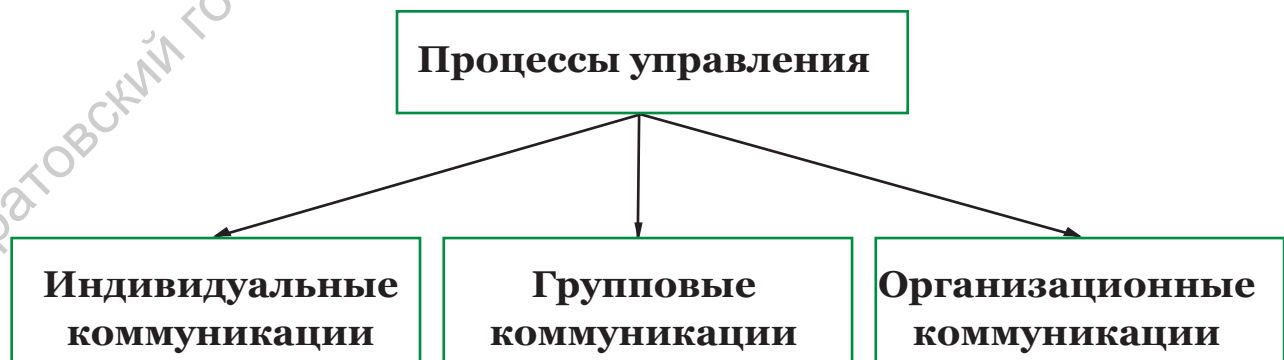 Процессы управления
Индивидуальные
коммуникации
Групповые
коммуникации
Организационные
коммуникации